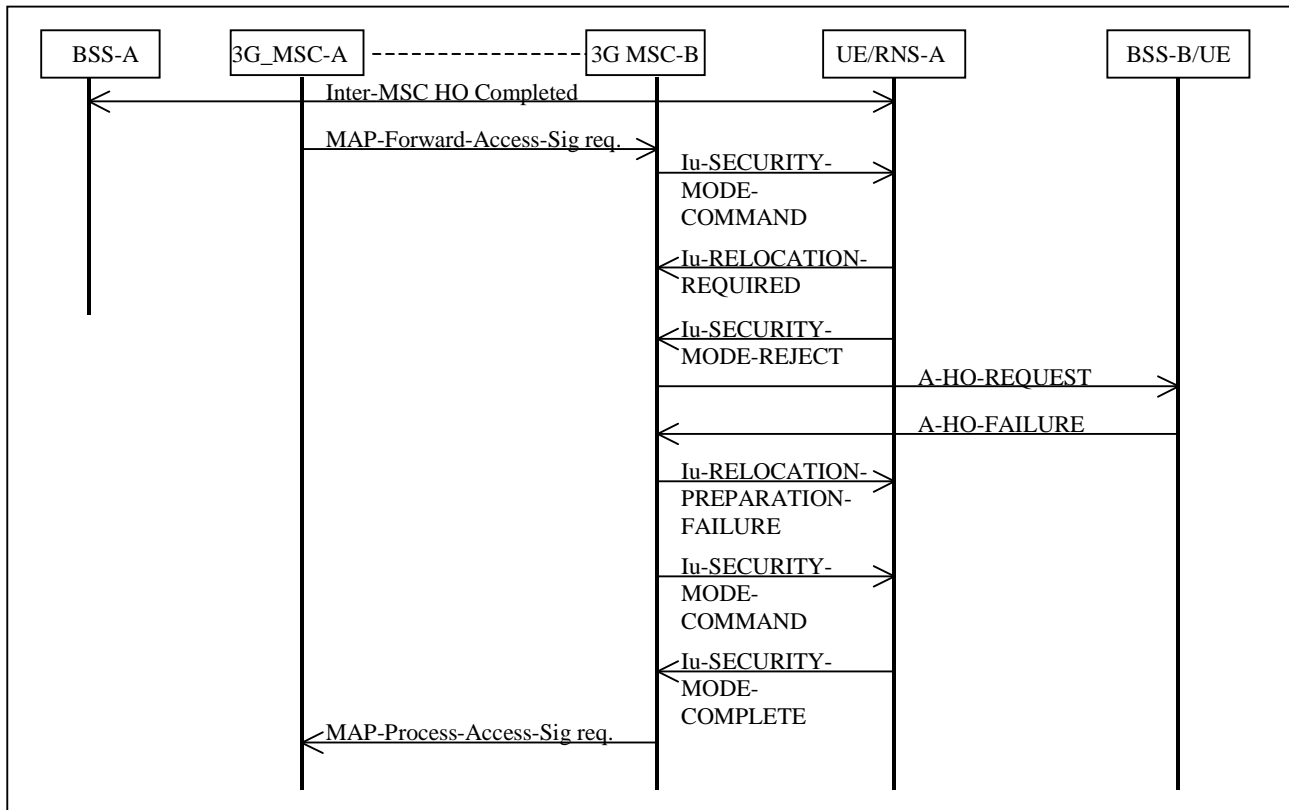 BSS-A
3G_MSC-A
3G MSC-B
UE/RNS-A
BSS-B/UE
Inter-MSC HO Completed
MAP-Forward-Access-Sig req.
Iu-SECURITY-
MODE-
COMMAND
Iu-RELOCATION-
REQUIRED
Iu-SECURITY-
MODE-REJECT
A-HO-REQUEST
A-HO-FAILURE
Iu-RELOCATION-
PREPARATION-
FAILURE
Iu-SECURITY-
MODE-
COMMAND
Iu-SECURITY-
MODE-
COMPLETE
MAP-Process-Access-Sig req.